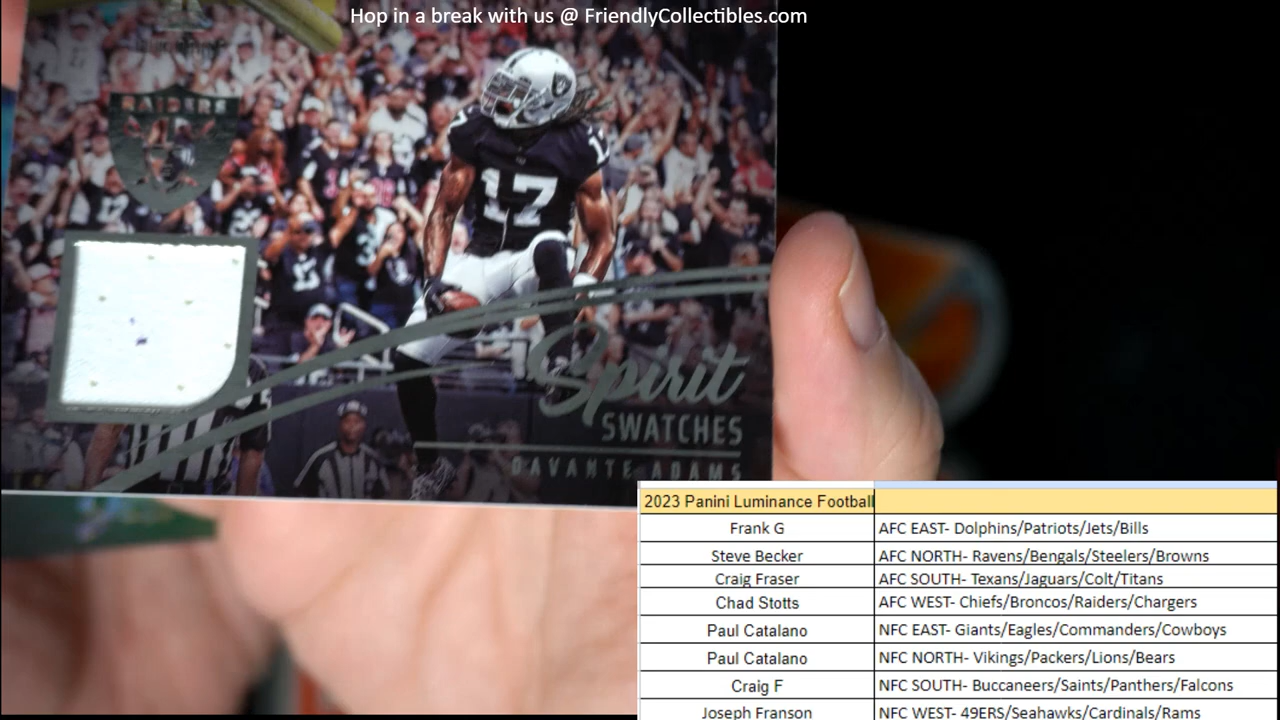 Hop in a break with us @ FriendlyCollectibles.com
RAIDERS
17
17
Spirit
SWATCHES
DAVANTE ADAMS
2023 Panini Luminance Football
Frank G AFC EAST- Dolphins/Patriots/Jets/Bills
Steve Becker AFC NORTH- Ravens/Bengals/Steelers/Browns
Craig Fraser AFC SOUTH- Texans/Jaguars/Colt/Titans
Chad Stotts AFC WEST- Chiefs/Broncos/Raiders/Chargers
Paul Catalano NFC EAST- Giants/Eagles/Commanders/Cowboys
Paul Catalano NFC NORTH- Vikings/Packers/Lions/Bears
Craig F NFC SOUTH- Buccaneers/Saints/Panthers/Falcons
Joseph Franson NFC WEST- 49ERS/Seahawks/Cardinals/Rams